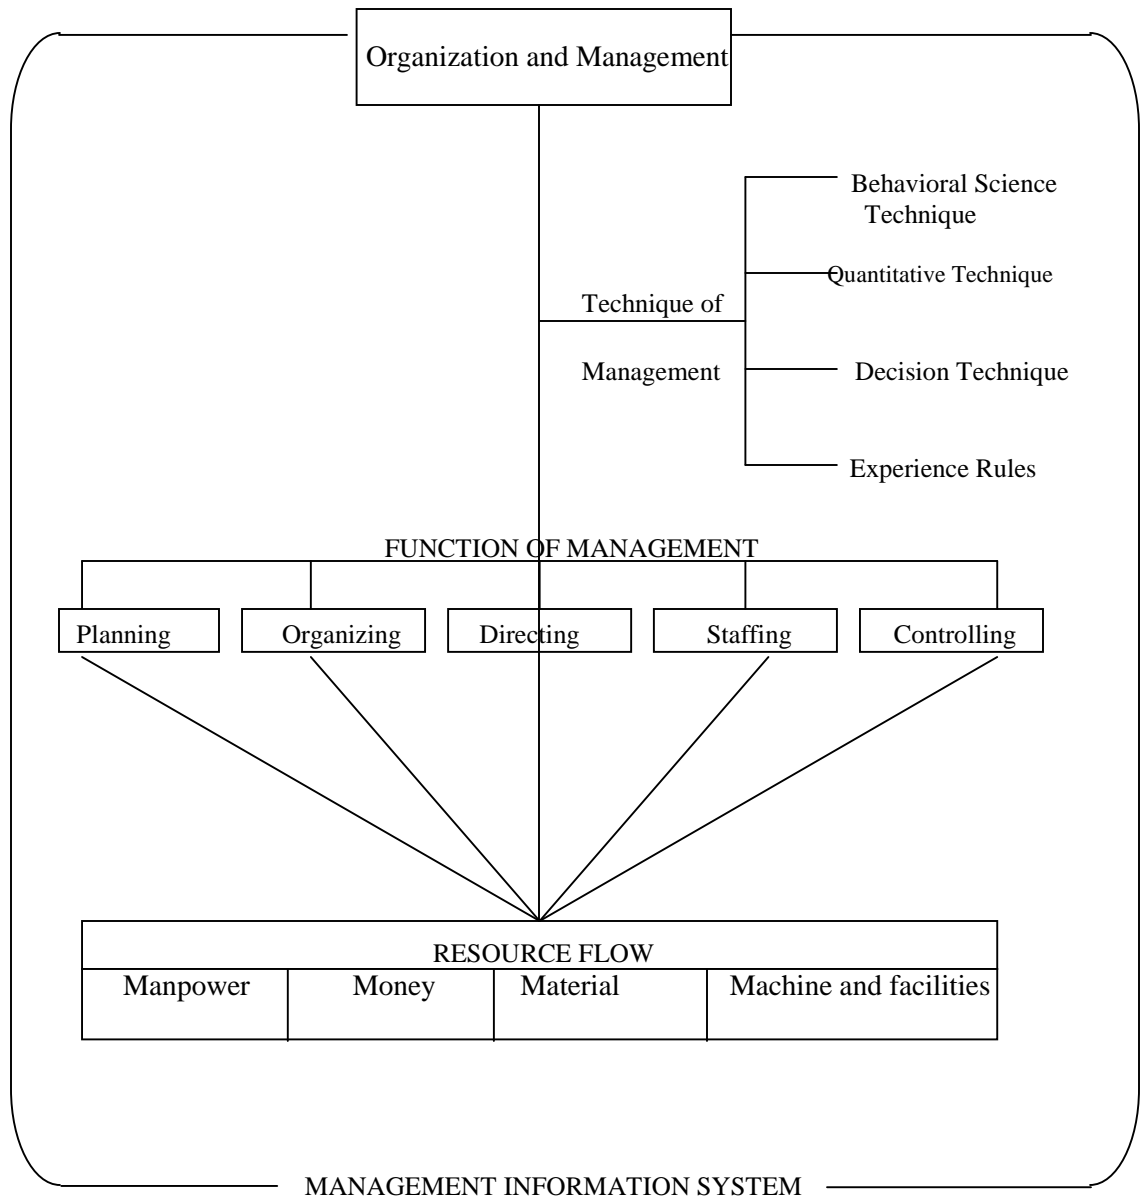 Organization and Management
Behavioral Science
Technique
Quantitative Technique
Technique of
Management
Decision Technique
Experience Rules
FUNCTION OF MANAGEMENT
Planning
Organizing
Directing
Staffing
Controlling
RESOURCE FLOW
Manpower
Money
Material
Machine and facilities
MANAGEMENT INFORMATION SYSTEM